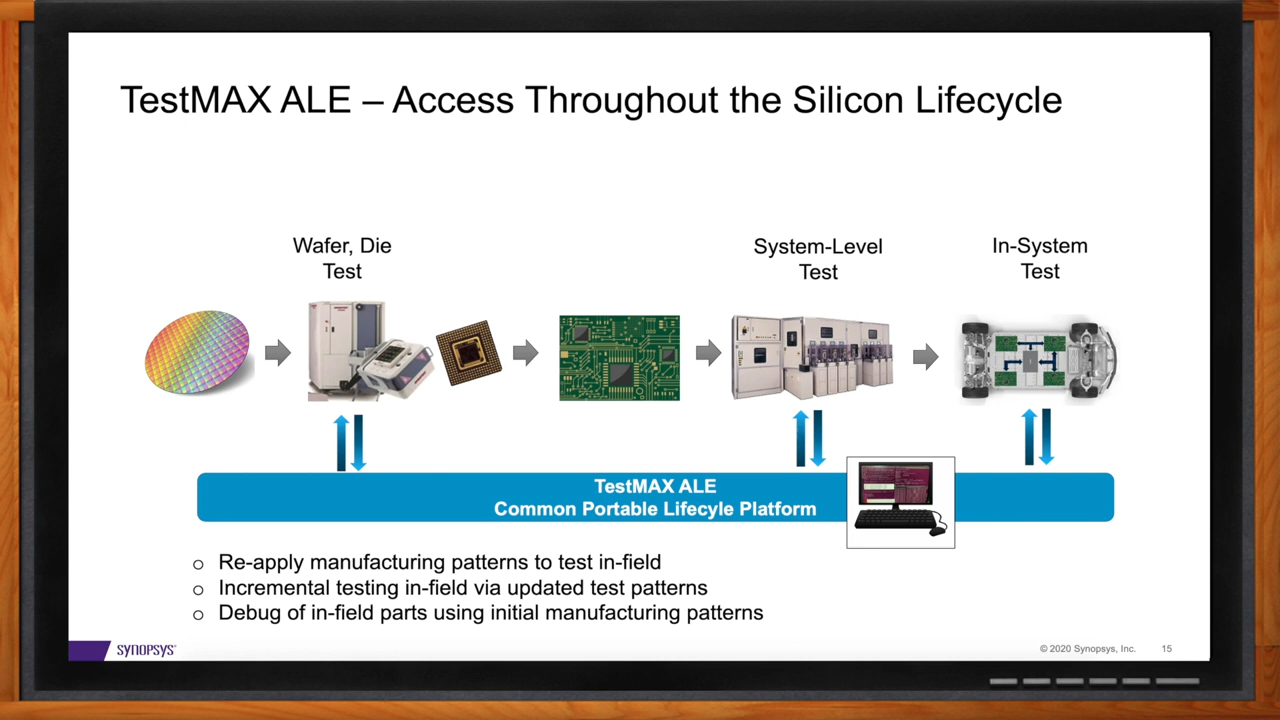 TestMAX ALE – Access Throughout the Silicon Lifecycle
Wafer, Die
Test
System-Level
Test
In-System
Test
TestMAX ALE
Common Portable Lifecyle Platform
o Re-apply manufacturing patterns to test in-field
o Incremental testing in-field via updated test patterns
o Debug of in-field parts using initial manufacturing patterns
SYNOPSYS®
© 2020 Synopsys, Inc.
15